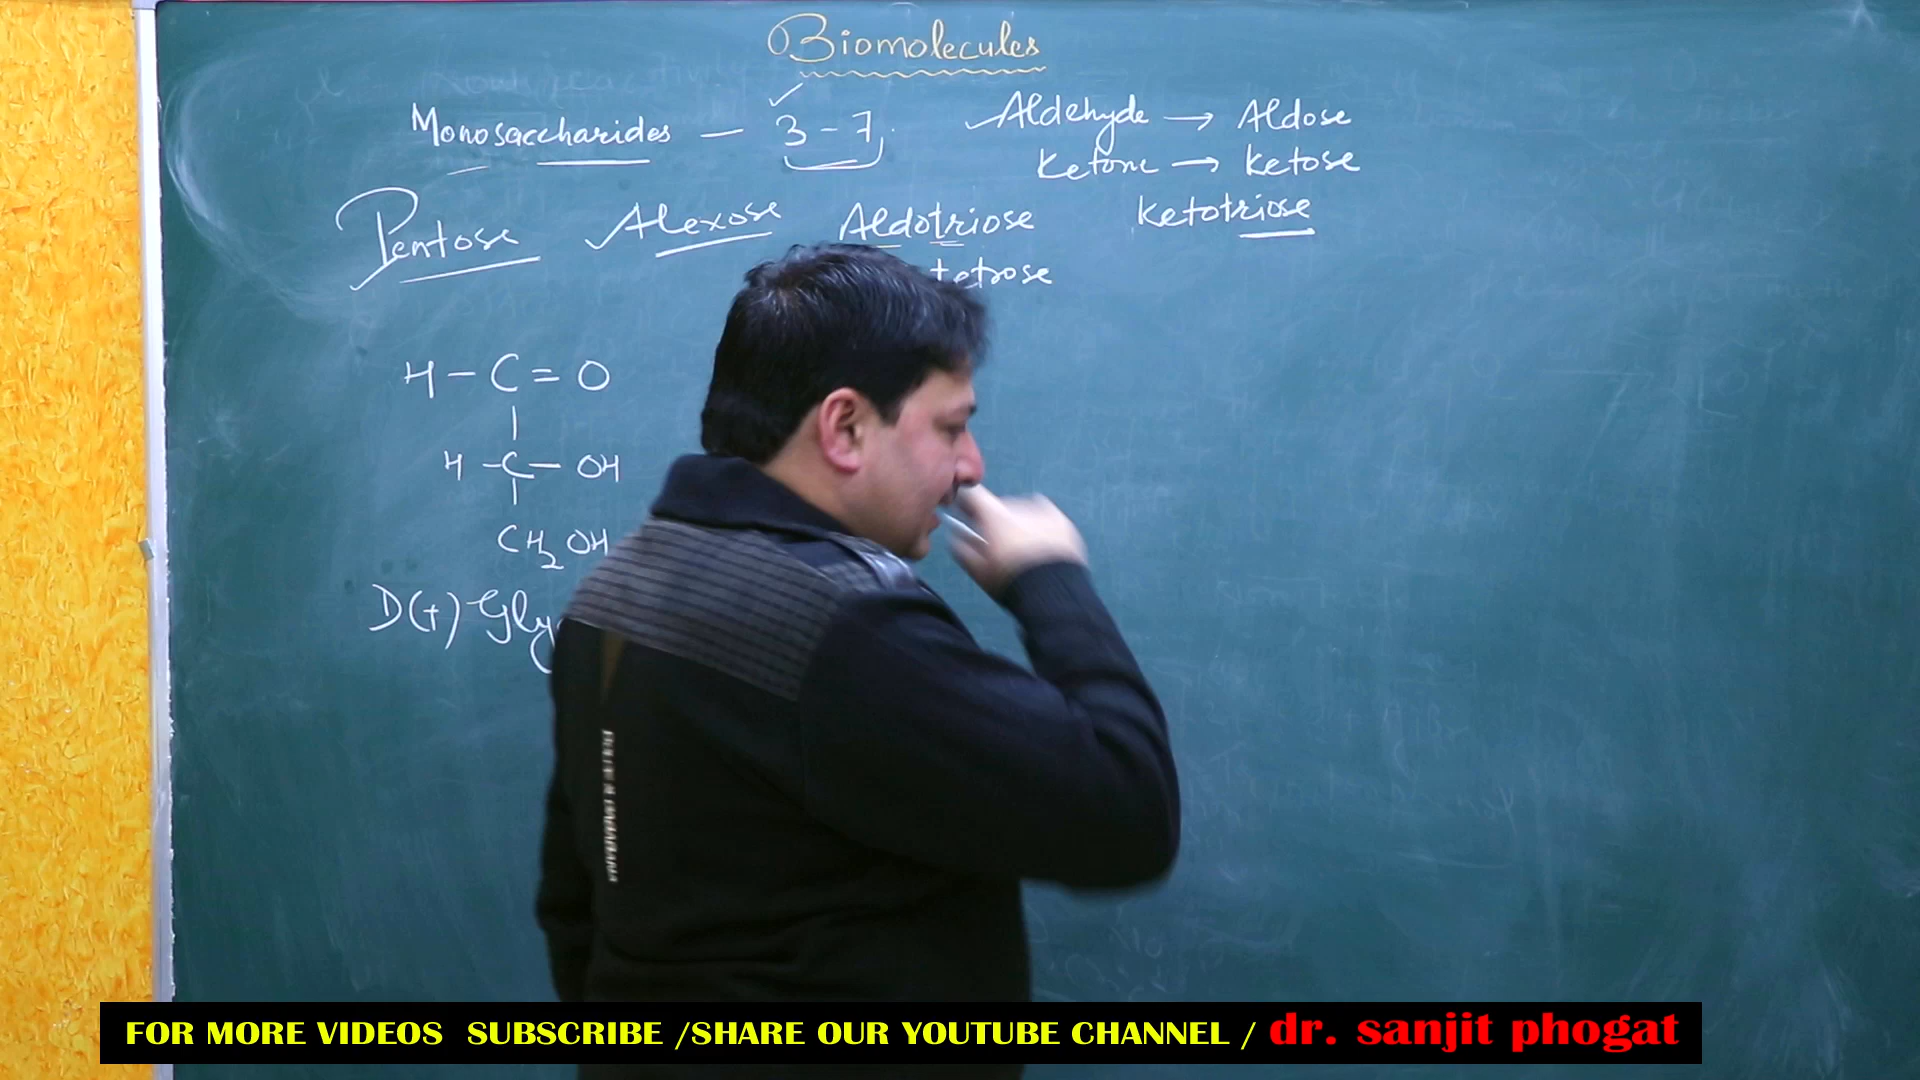 Biomolecules
Monosaccharides — 3-7
Aldehyde → Aldose
Ketone → Ketose
Pentose Hexose Aldotriose Ketotriose
tetrose
H-C=O
H-C-OH
CH₂OH
D(+) Gly
FOR MORE VIDEOS SUBSCRIBE /SHARE OUR YOUTUBE CHANNEL / dr. sanjit phogat